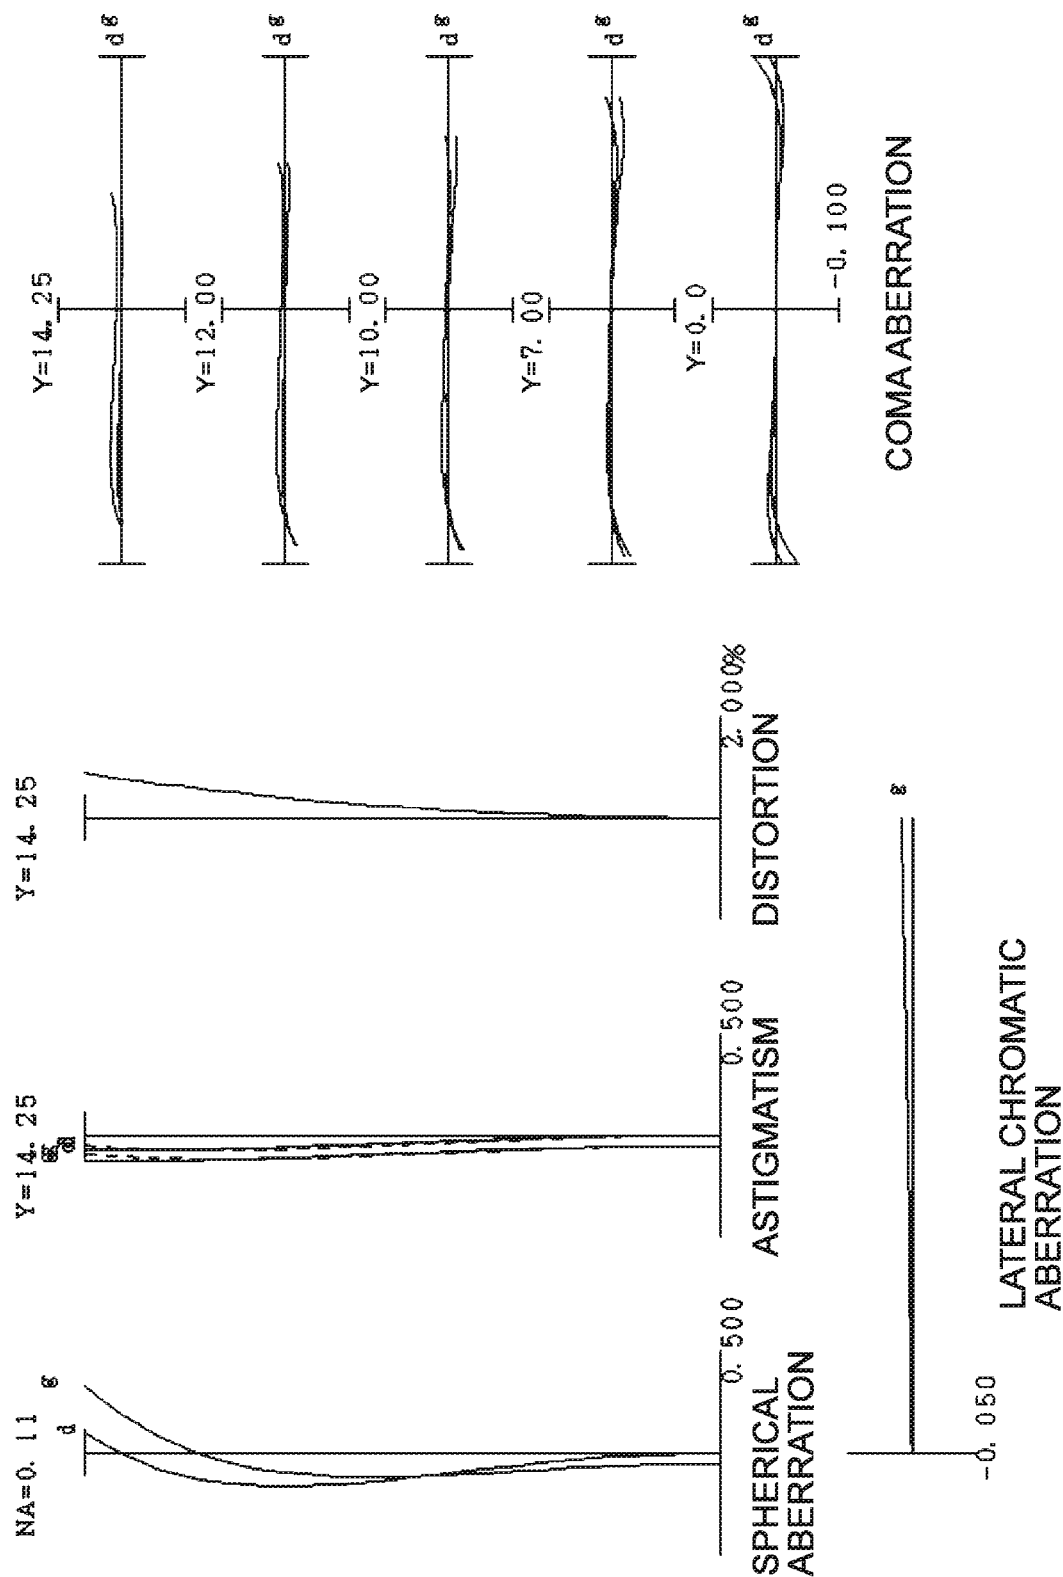 NA=0.11
d
g
0.500
SPHERICAL
ABERRATION
Y=14.25
g
d
0.500
ASTIGMATISM
Y=14.25
2.000%
DISTORTION
Y=14.25
d g
Y=12.00
d g
Y=10.00
d g
Y=7.00
d g
Y=0.0
d g
-0.100
COMA ABERRATION
g
-0.050
LATERAL CHROMATIC
ABERRATION